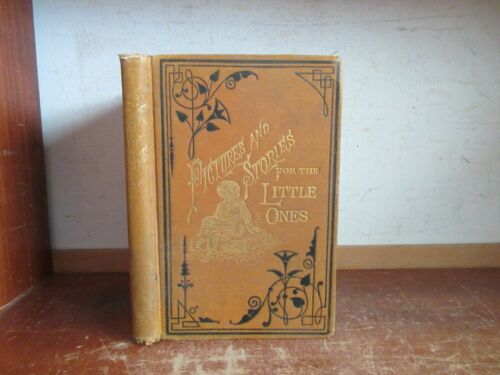 PICTURES AND
STORIES
FOR THE
LITTLE
ONES